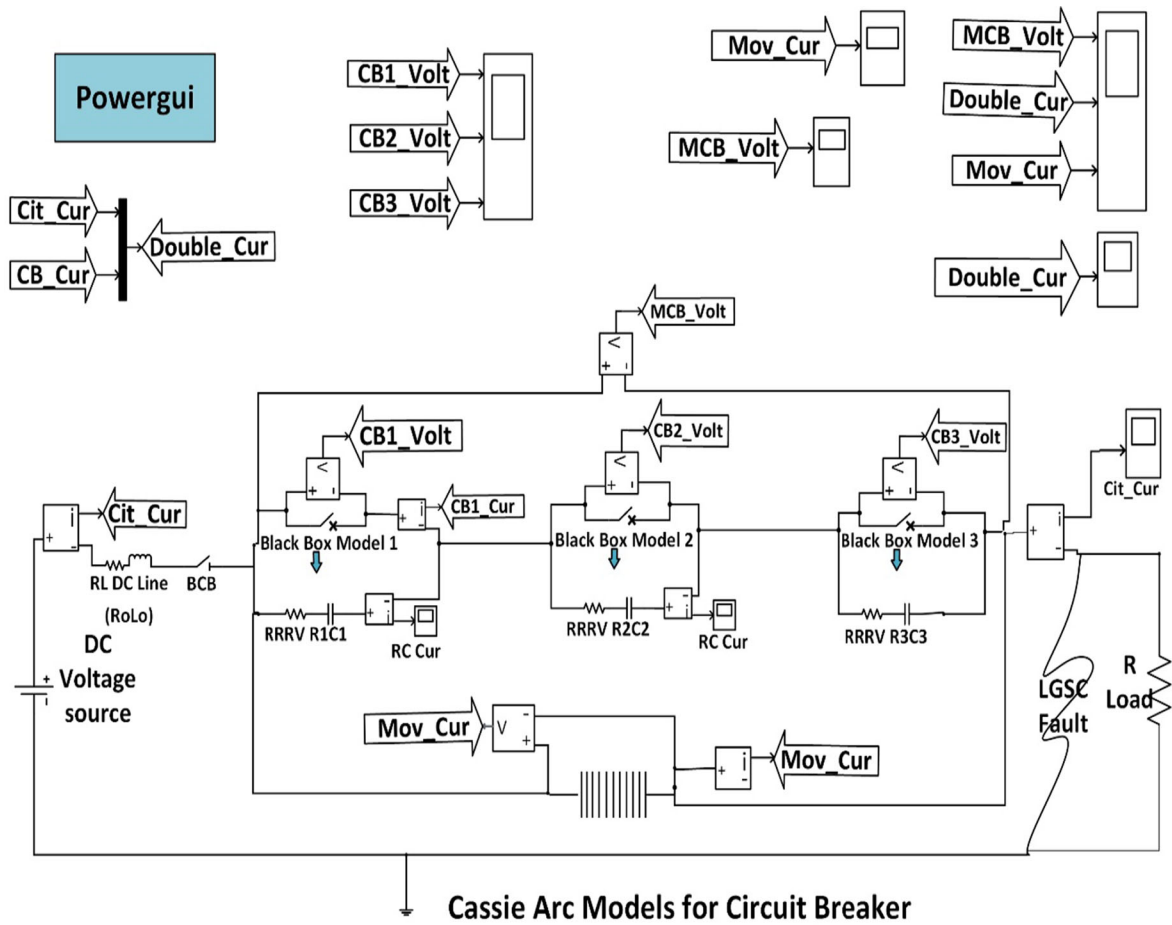 Powergui
CB1_Volt
CB2_Volt
CB3_Volt
Mov_Cur
MCB_Volt
MCB_Volt
Double_Cur
Mov_Cur
Double_Cur
Cit_Cur
CB_Cur
Double_Cur
MCB_Volt
V
+ -
CB1_Volt
V
+ -
CB2_Volt
V
+ -
CB3_Volt
V
+ -
Cit_Cur
Cit_Cur
i
+
-
CB1_Cur
+ i
-
i
+
-
Black Box Model 1
Black Box Model 2
Black Box Model 3
RL DC Line
(RoLo)
BCB
RRRV R1C1
+ -
i
RC Cur
RRRV R2C2
+ -
i
RC Cur
RRRV R3C3
DC
Voltage
source
+
-
LGSC
Fault
R
Load
Mov_Cur
V
-
+
+ i
-
Mov_Cur
Cassie Arc Models for Circuit Breaker